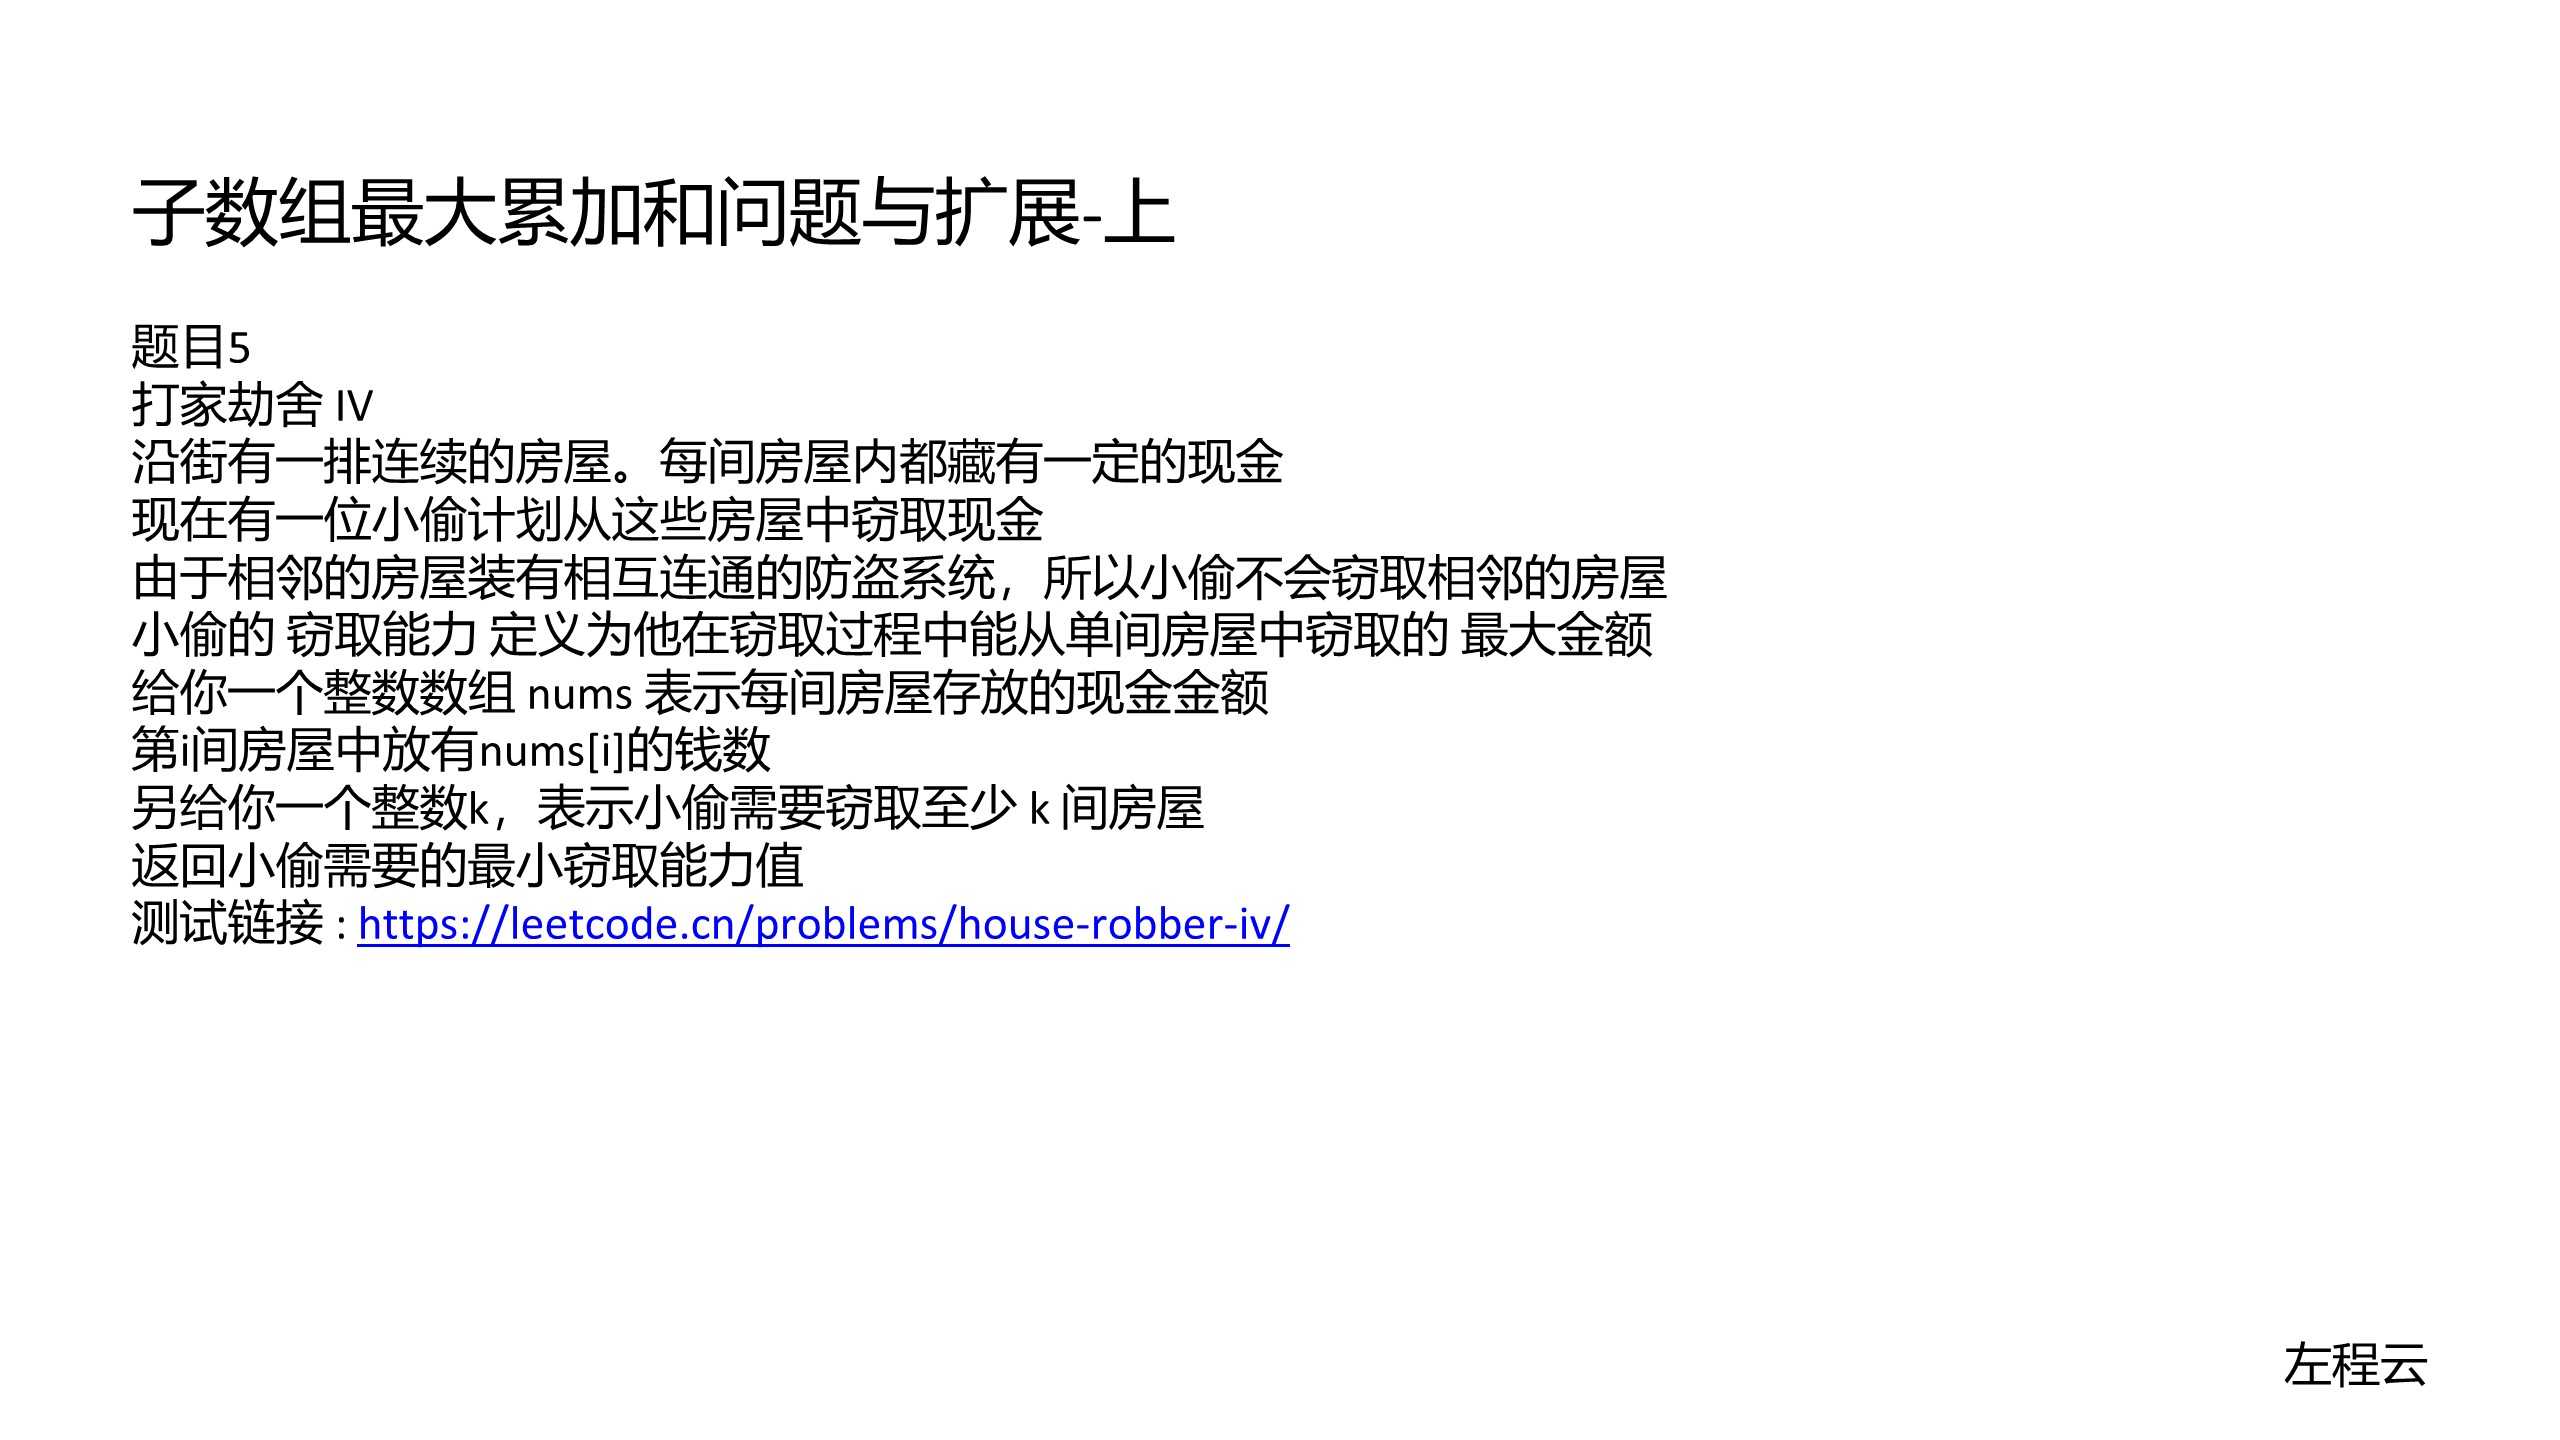 子数组最大累加和问题与扩展-上
题目5
打家劫舍 IV
沿街有一排连续的房屋。每间房屋内都藏有一定的现金
现在有一位小偷计划从这些房屋中窃取现金
由于相邻的房屋装有相互连通的防盗系统，所以小偷不会窃取相邻的房屋
小偷的 窃取能力 定义为他在窃取过程中能从单间房屋中窃取的 最大金额
给你一个整数数组 nums 表示每间房屋存放的现金金额
第i间房屋中放有nums[i]的钱数
另给你一个整数k，表示小偷需要窃取至少 k 间房屋
返回小偷需要的最小窃取能力值
测试链接 : https://leetcode.cn/problems/house-robber-iv/
左程云